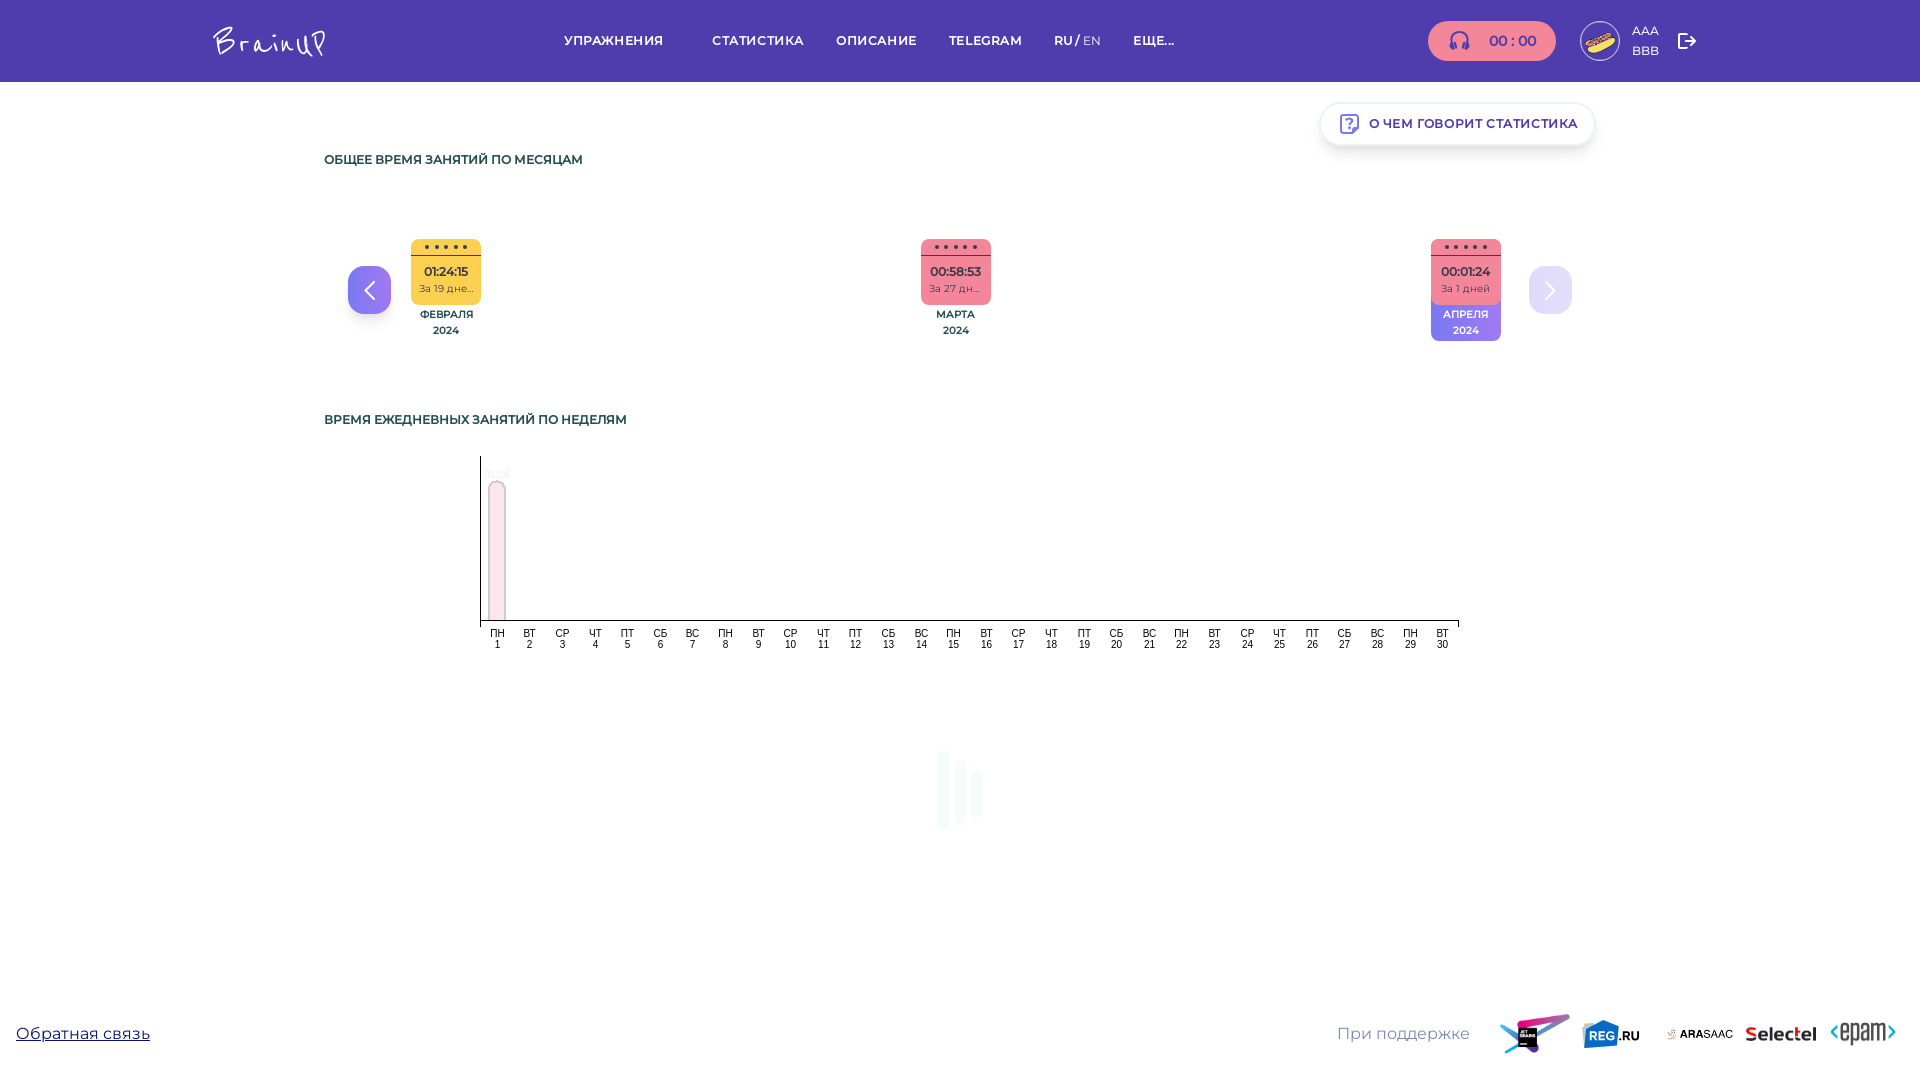 BrainUP
УПРАЖНЕНИЯ СТАТИСТИКА ОПИСАНИЕ TELEGRAM RU / EN ЕЩЕ...
00 : 00
AAA
BBB
О ЧЕМ ГОВОРИТ СТАТИСТИКА
ОБЩЕЕ ВРЕМЯ ЗАНЯТИЙ ПО МЕСЯЦАМ
01:24:15
За 19 дне...
ФЕВРАЛЯ
2024
00:58:53
За 27 дн...
МАРТА
2024
00:01:24
За 1 дней
АПРЕЛЯ
2024
ВРЕМЯ ЕЖЕДНЕВНЫХ ЗАНЯТИЙ ПО НЕДЕЛЯМ
01:24
ПН ВТ СР ЧТ ПТ СБ ВС ПН ВТ СР ЧТ ПТ СБ ВС ПН ВТ СР ЧТ ПТ СБ ВС ПН ВТ СР ЧТ ПТ СБ ВС ПН ВТ
1 2 3 4 5 6 7 8 9 10 11 12 13 14 15 16 17 18 19 20 21 22 23 24 25 26 27 28 29 30
Обратная связь
При поддержке
JET BRAINS
REG.RU
ARASAAC
Selectel
<epam>